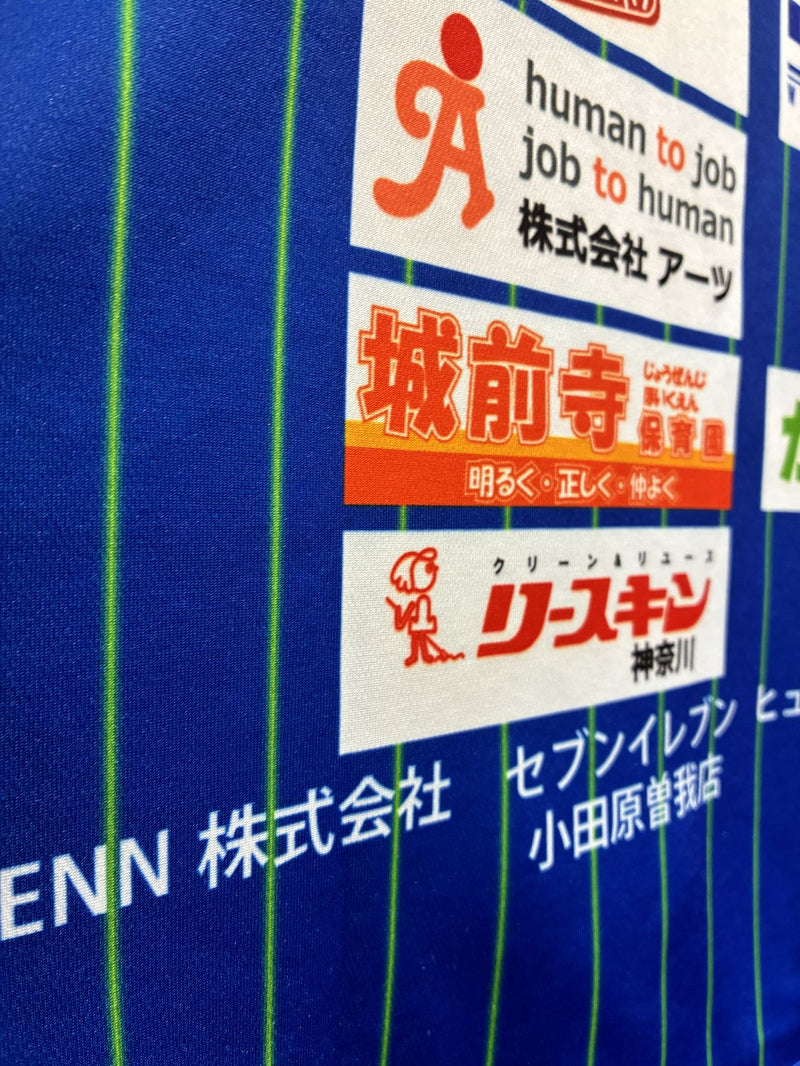 human to job
job to human
株式会社 アーツ
城前寺
じょうぜんじ
ほいくえん
保育園
明るく・正しく・仲よく
クリーン&リユース
リースキン
神奈川
ENN 株式会社
セブンイレブン
小田原曽我店
ヒュ